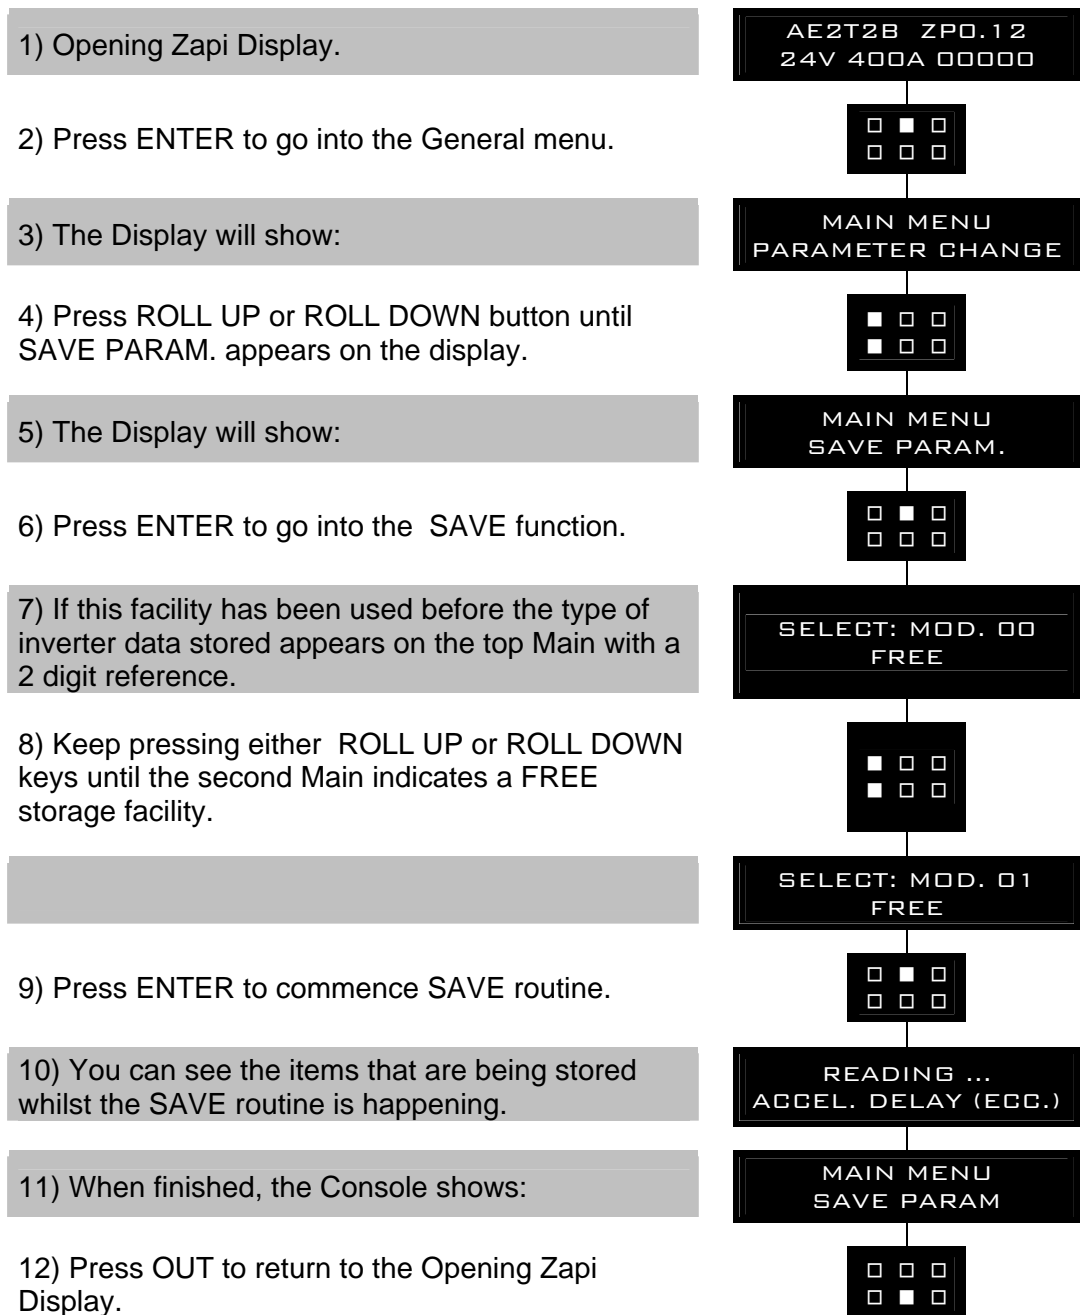 1) Opening Zapi Display.
AE2T2B ZP0.12
24V 400A 00000
2) Press ENTER to go into the General menu.
3) The Display will show:
MAIN MENU
PARAMETER CHANGE
4) Press ROLL UP or ROLL DOWN button until
SAVE PARAM. appears on the display.
5) The Display will show:
MAIN MENU
SAVE PARAM.
6) Press ENTER to go into the SAVE function.
7) If this facility has been used before the type of
inverter data stored appears on the top Main with a
2 digit reference.
SELECT: MOD. 00
FREE
8) Keep pressing either ROLL UP or ROLL DOWN
keys until the second Main indicates a FREE
storage facility.
SELECT: MOD. 01
FREE
9) Press ENTER to commence SAVE routine.
10) You can see the items that are being stored
whilst the SAVE routine is happening.
READING ...
ACCEL. DELAY (ECC.)
11) When finished, the Console shows:
MAIN MENU
SAVE PARAM
12) Press OUT to return to the Opening Zapi
Display.